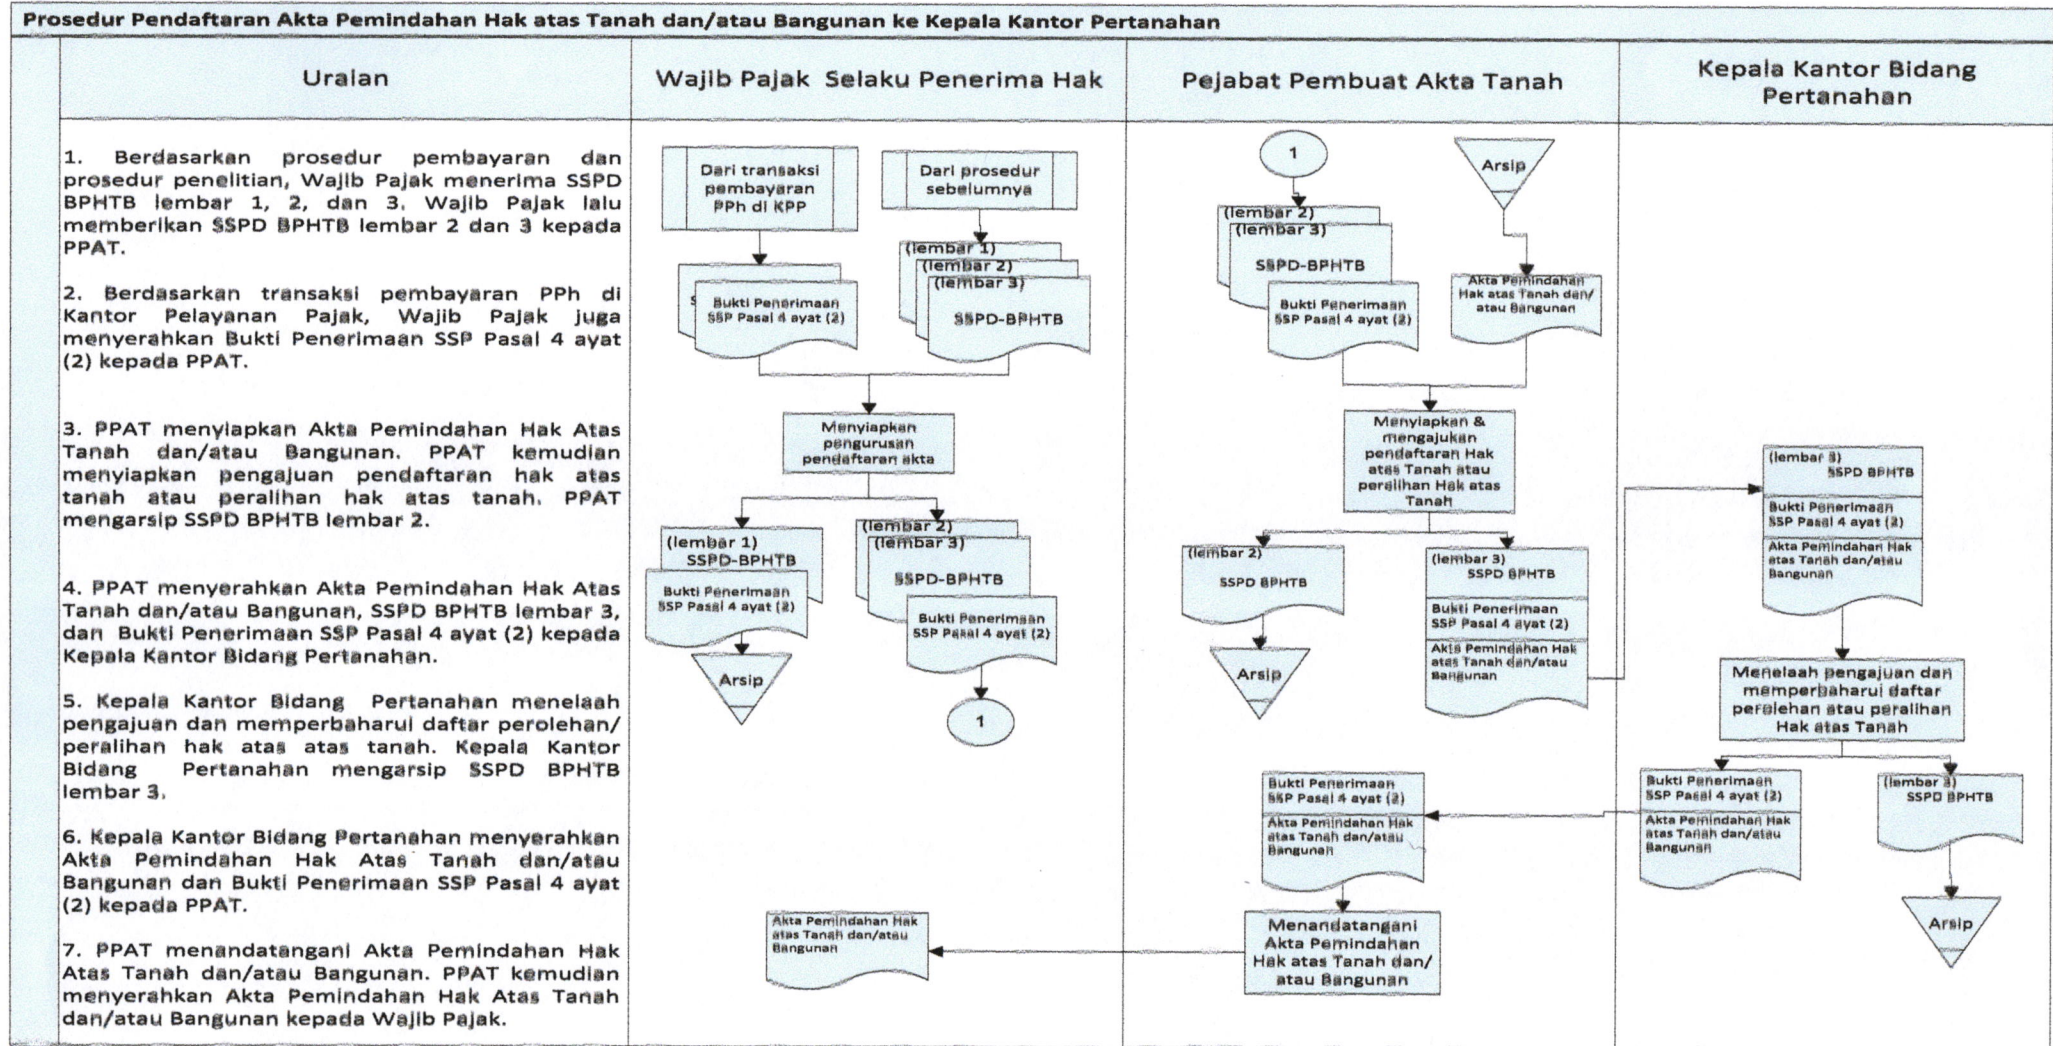 Prosedur Pendaftaran Akta Pemindahan Hak atas Tanah dan/atau Bangunan ke Kepala Kantor Pertanahan
Uraian
Wajib Pajak Selaku Penerima Hak
Pejabat Pembuat Akta Tanah
Kepala Kantor Bidang
Pertanahan
1. Berdasarkan prosedur pembayaran dan
prosedur penelitian, Wajib Pajak menerima SSPD
BPHTB lembar 1, 2, dan 3. Wajib Pajak lalu
memberikan SSPD BPHTB lembar 2 dan 3 kepada
PPAT.
2. Berdasarkan transaksi pembayaran PPh di
Kantor Pelayanan Pajak, Wajib Pajak juga
menyerahkan Bukti Penerimaan SSP Pasal 4 ayat
(2) kepada PPAT.
3. PPAT menyiapkan Akta Pemindahan Hak Atas
Tanah dan/atau Bangunan. PPAT kemudian
menyiapkan pengajuan pendaftaran hak atas
tanah atau peralihan hak atas tanah. PPAT
mengarsip SSPD BPHTB lembar 2.
4. PPAT menyerahkan Akta Pemindahan Hak Atas
Tanah dan/atau Bangunan, SSPD BPHTB lembar 3,
dan Bukti Penerimaan SSP Pasal 4 ayat (2) kepada
Kepala Kantor Bidang Pertanahan.
5. Kepala Kantor Bidang Pertanahan menelaah
pengajuan dan memperbaharui daftar perolehan/
peralihan hak atas atas tanah. Kepala Kantor
Bidang Pertanahan mengarsip SSPD BPHTB
lembar 3.
6. Kepala Kantor Bidang Pertanahan menyerahkan
Akta Pemindahan Hak Atas Tanah dan/atau
Bangunan dan Bukti Penerimaan SSP Pasal 4 ayat
(2) kepada PPAT.
7. PPAT menandatangani Akta Pemindahan Hak
Atas Tanah dan/atau Bangunan. PPAT kemudian
menyerahkan Akta Pemindahan Hak Atas Tanah
dan/atau Bangunan kepada Wajib Pajak.
Dari transaksi
pembayaran
PPh di KPP
Dari prosedur
sebelumnya
Bukti Penerimaan
SSP Pasal 4 ayat (2)
(lembar 1)
(lembar 2)
(lembar 3)
SSPD-BPHTB
Menyiapkan
pengurusan
pendaftaran akta
(lembar 1)
SSPD-BPHTB
Bukti Penerimaan
SSP Pasal 4 ayat (2)
Arsip
(lembar 2)
(lembar 3)
SSPD-BPHTB
Bukti Penerimaan
SSP Pasal 4 ayat (2)
1
Akta Pemindahan Hak
atas Tanah dan/atau
Bangunan
1
Arsip
(lembar 2)
(lembar 3)
SSPD-BPHTB
Bukti Penerimaan
SSP Pasal 4 ayat (2)
Akta Pemindahan
Hak atas Tanah dan/
atau Bangunan
Menyiapkan &
mengajukan
pendaftaran Hak
atas Tanah atau
peralihan Hak atas
Tanah
(lembar 2)
SSPD BPHTB
Arsip
(lembar 3)
SSPD BPHTB
Bukti Penerimaan
SSP Pasal 4 ayat (2)
Akta Pemindahan Hak
atas Tanah dan/atau
Bangunan
Bukti Penerimaan
SSP Pasal 4 ayat (2)
Akta Pemindahan Hak
atas Tanah dan/atau
Bangunan
Menandatangani
Akta Pemindahan
Hak atas Tanah dan/
atau Bangunan
(lembar 3)
SSPD BPHTB
Bukti Penerimaan
SSP Pasal 4 ayat (2)
Akta Pemindahan Hak
atas Tanah dan/atau
Bangunan
Menelaah pengajuan dan
memperbaharui daftar
perolehan atau peralihan
Hak atas Tanah
Bukti Penerimaan
SSP Pasal 4 ayat (2)
Akta Pemindahan Hak
atas Tanah dan/atau
Bangunan
(lembar 3)
SSPD BPHTB
Arsip